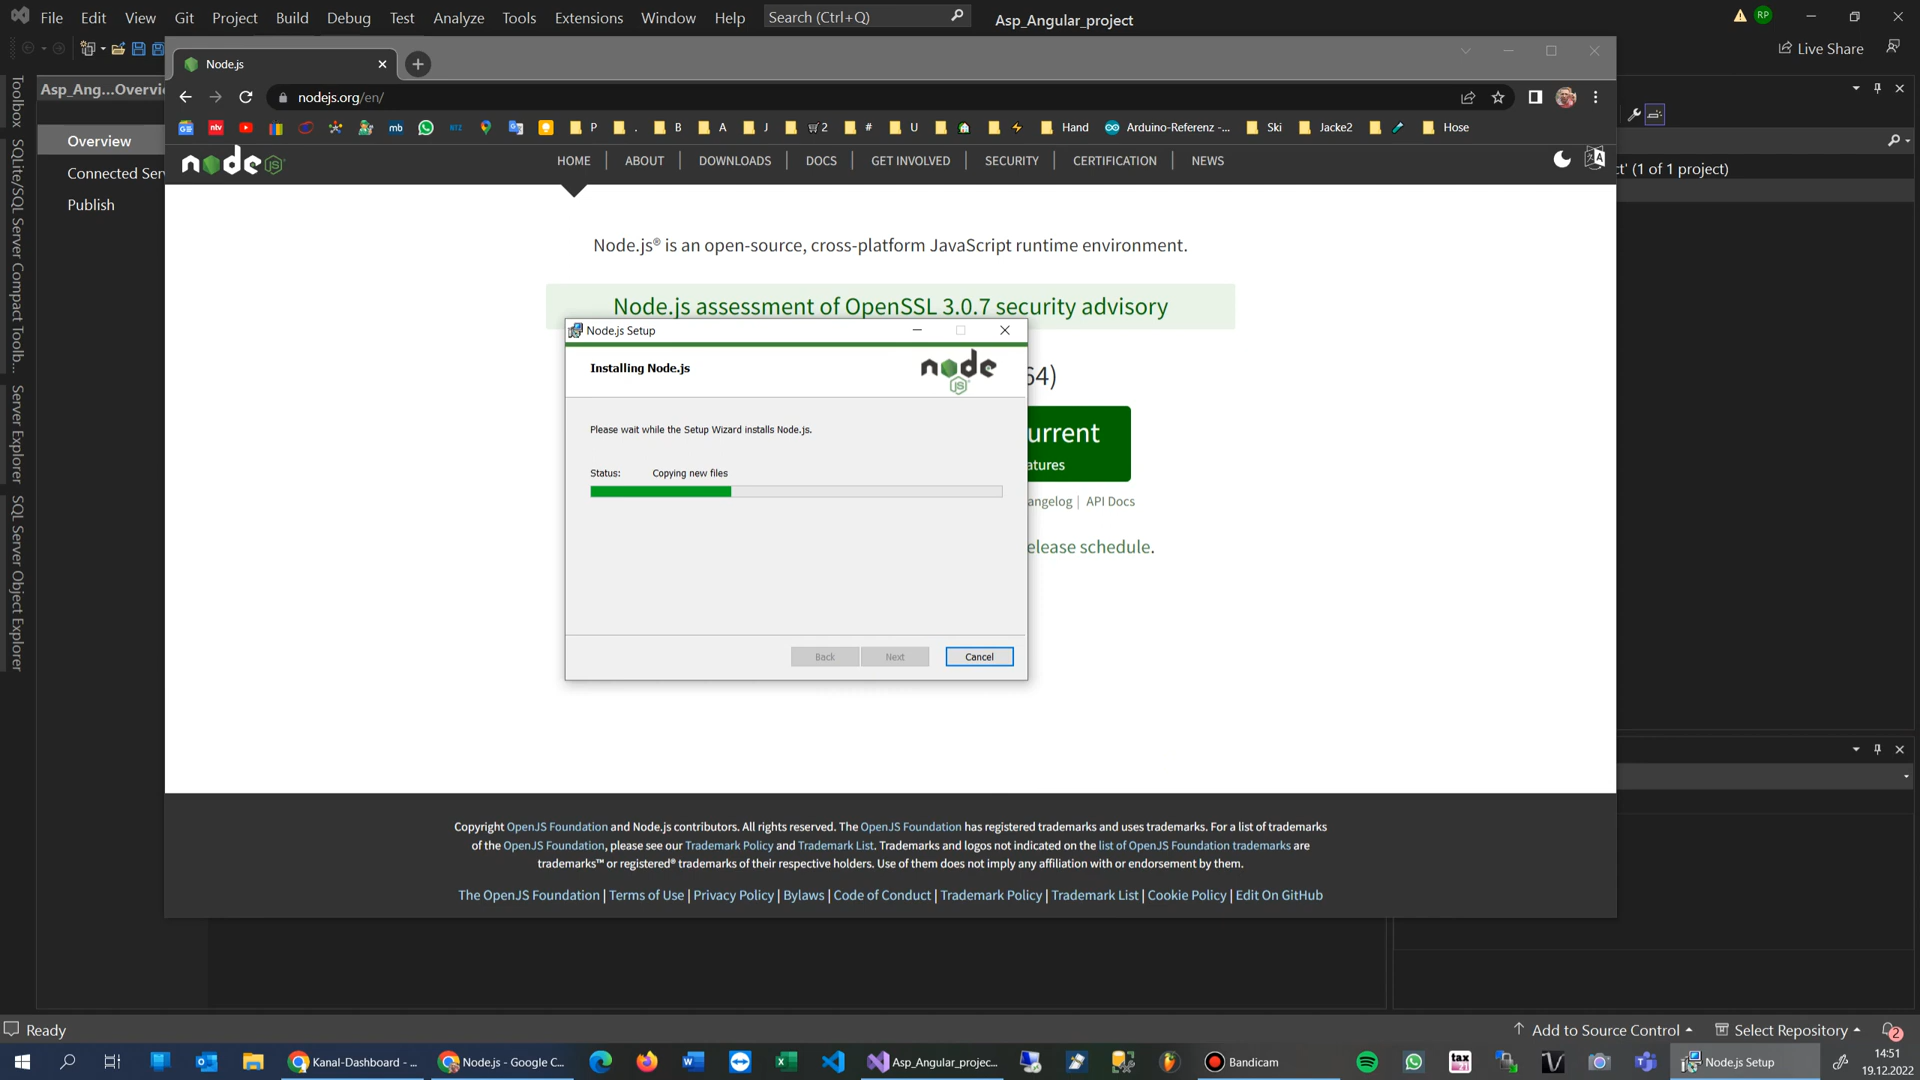 File Edit View Git Project Build Debug Test Analyze Tools Extensions Window Help Search (Ctrl+Q) Asp_Angular_project RP
Live Share
Node.js
nodejs.org/en/
P . B A J 2 # U Hand Arduino-Referenz -... Ski Jacke2 Hose
Asp_Ang...Overvi
Overview
Connected Ser
Publish
Toolbox
SQLite/SQL Server Compact Toolb...
Server Explorer
SQL Server Object Explorer
node JS
HOME ABOUT DOWNLOADS DOCS GET INVOLVED SECURITY CERTIFICATION NEWS
t' (1 of 1 project)
Node.js® is an open-source, cross-platform JavaScript runtime environment.
Node.js assessment of OpenSSL 3.0.7 security advisory
Node.js Setup
Installing Node.js
node JS
64)
Please wait while the Setup Wizard installs Node.js.
urrent
atures
Status: Copying new files
angelog | API Docs
elease schedule.
Back Next Cancel
Copyright OpenJS Foundation and Node.js contributors. All rights reserved. The OpenJS Foundation has registered trademarks and uses trademarks. For a list of trademarks
of the OpenJS Foundation, please see our Trademark Policy and Trademark List. Trademarks and logos not indicated on the list of OpenJS Foundation trademarks are
trademarks™ or registered® trademarks of their respective holders. Use of them does not imply any affiliation with or endorsement by them.
The OpenJS Foundation | Terms of Use | Privacy Policy | Bylaws | Code of Conduct | Trademark Policy | Trademark List | Cookie Policy | Edit On GitHub
Ready
Add to Source Control Select Repository 2
Kanal-Dashboard - ... Node.js - Google C... Asp_Angular_projec... Bandicam tax Node.js Setup
14:51
19.12.2022